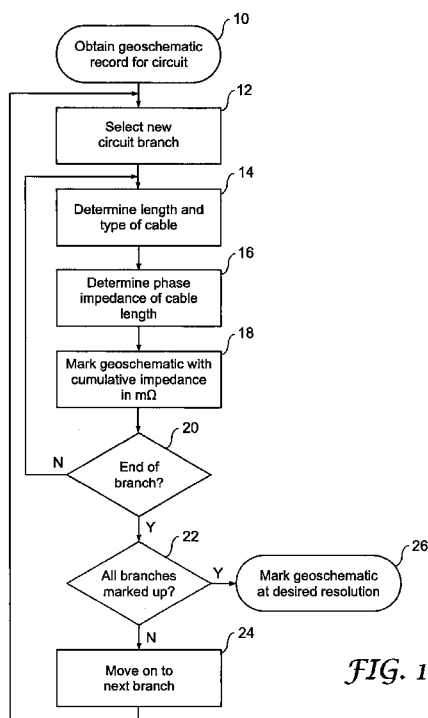 10
Obtain geoschematic
record for circuit
12
Select new
circuit branch
14
Determine length and
type of cable
16
Determine phase
impedance of cable
length
18
Mark geoschematic with
cumulative impedance
in mΩ
20
N
End of
branch?
Y
22
All branches
marked up?
Y
26
Mark geoschematic
at desired resolution
N
24
Move on to
next branch
FIG. 1